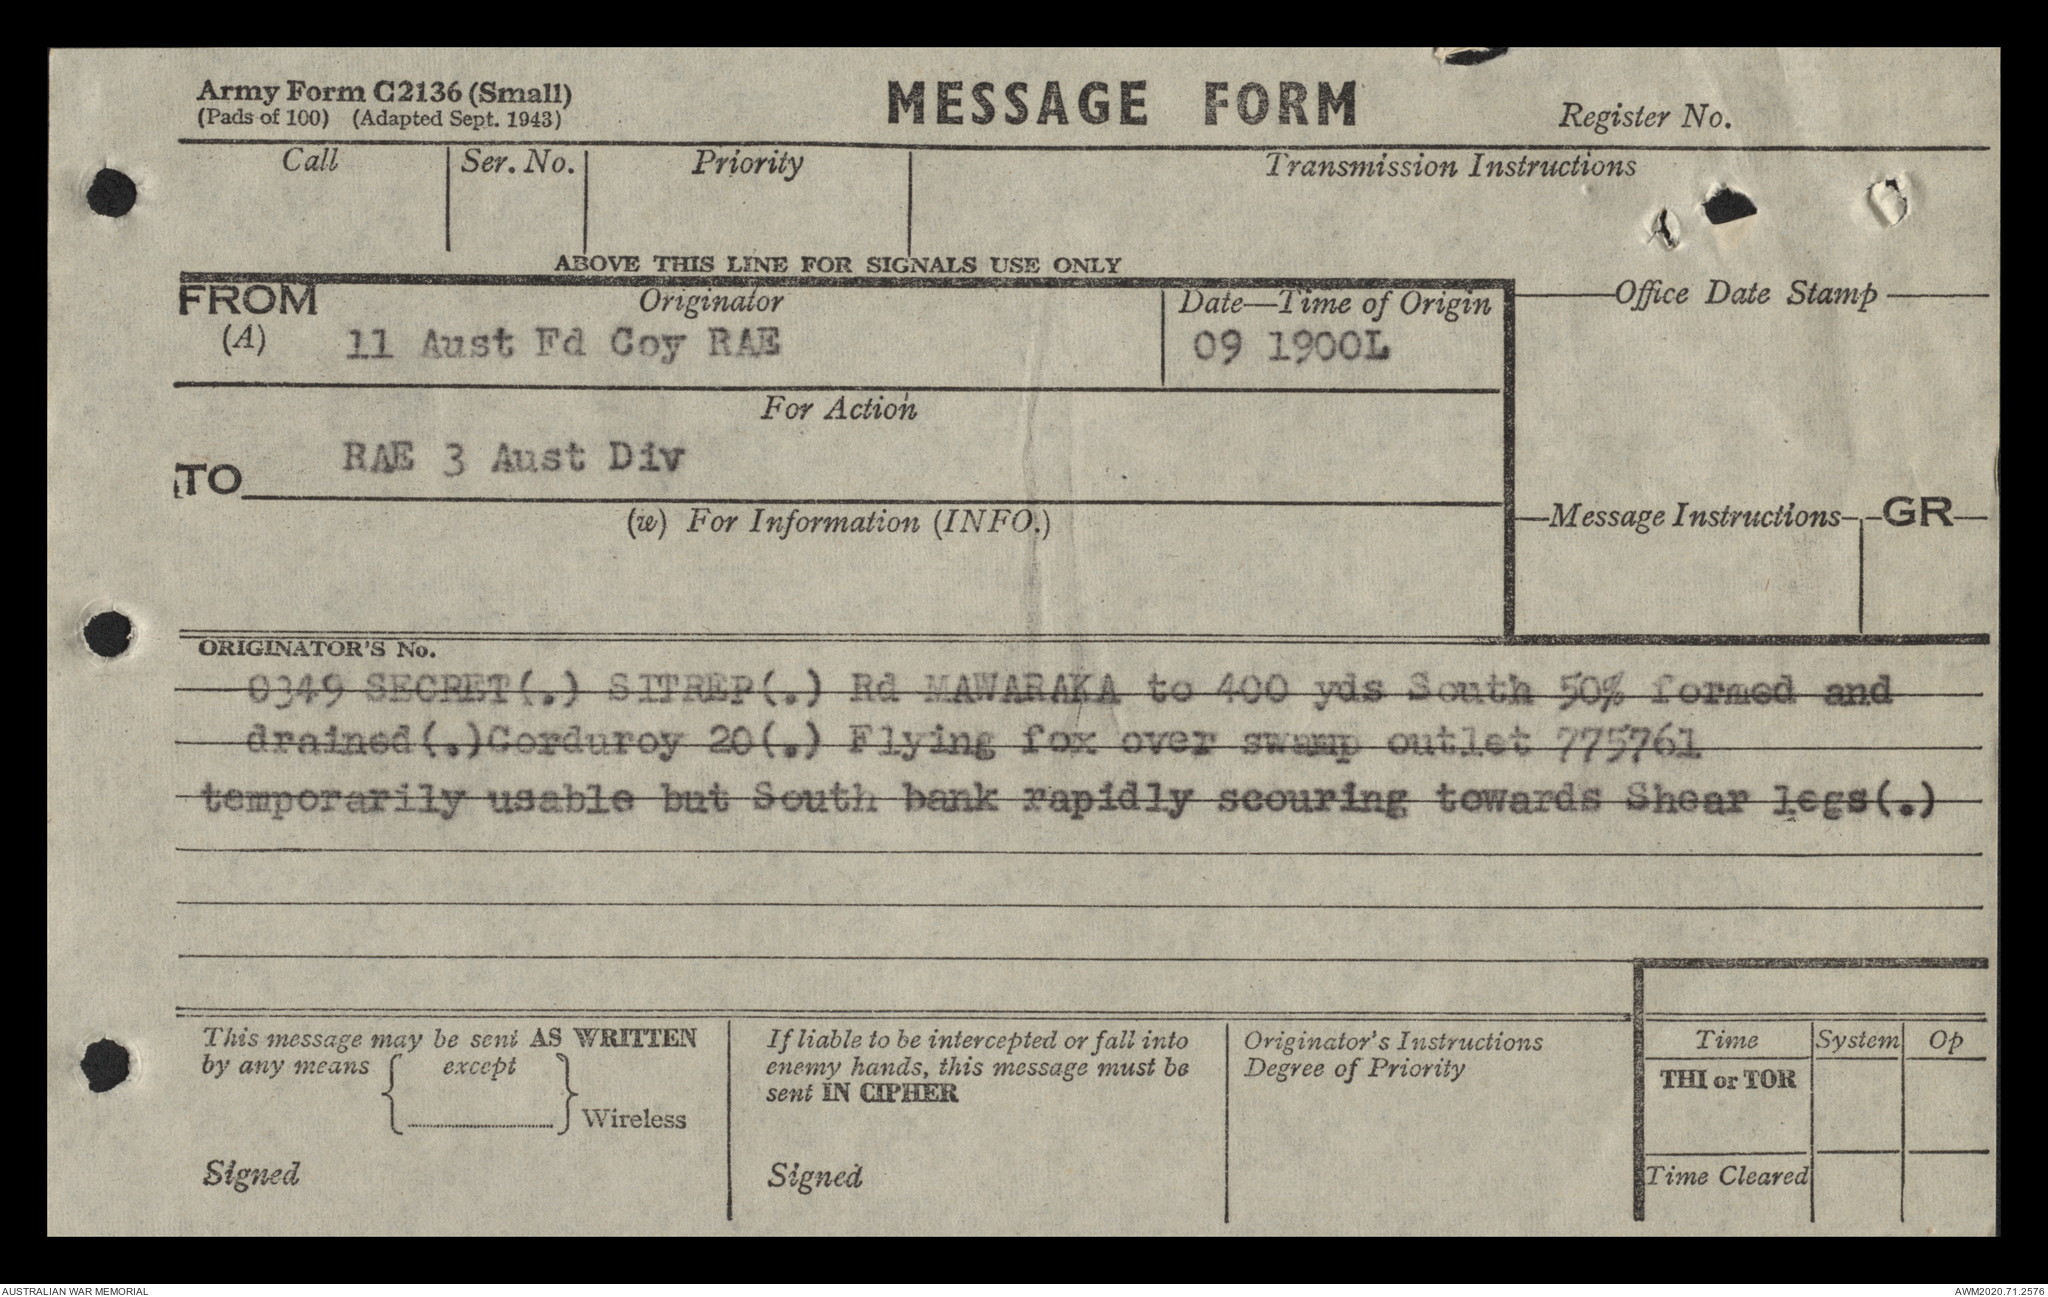 Army Form C2136 (Small)
(Pads of 100) (Adapted Sept. 1943)
MESSAGE FORM
Register No.
Call Ser. No. Priority Transmission Instructions
ABOVE THIS LINE FOR SIGNALS USE ONLY
FROM Originator Date—Time of Origin Office Date Stamp
(A) 11 Aust Fd Coy RAE 09 1900L
For Action
RAE 3 Aust Div
TO
(w) For Information (INFO.) Message Instructions GR
ORIGINATOR'S No.
0349 SECRET(.) SITREP(.) Rd MAWARAKA to 400 yds South 50% formed and
drained(.)Corduroy 20(.) Flying fox over swamp outlet 775761
temporarily usable but South bank rapidly scouring towards Shear legs(.)
This message may be sent AS WRITTEN
by any means { except } Wireless
Signed
If liable to be intercepted or fall into
enemy hands, this message must be
sent IN CIPHER
Signed
Originator's Instructions
Degree of Priority
Time System Op
THI or TOR
Time Cleared
AUSTRALIAN WAR MEMORIAL AWM2020.71.2576